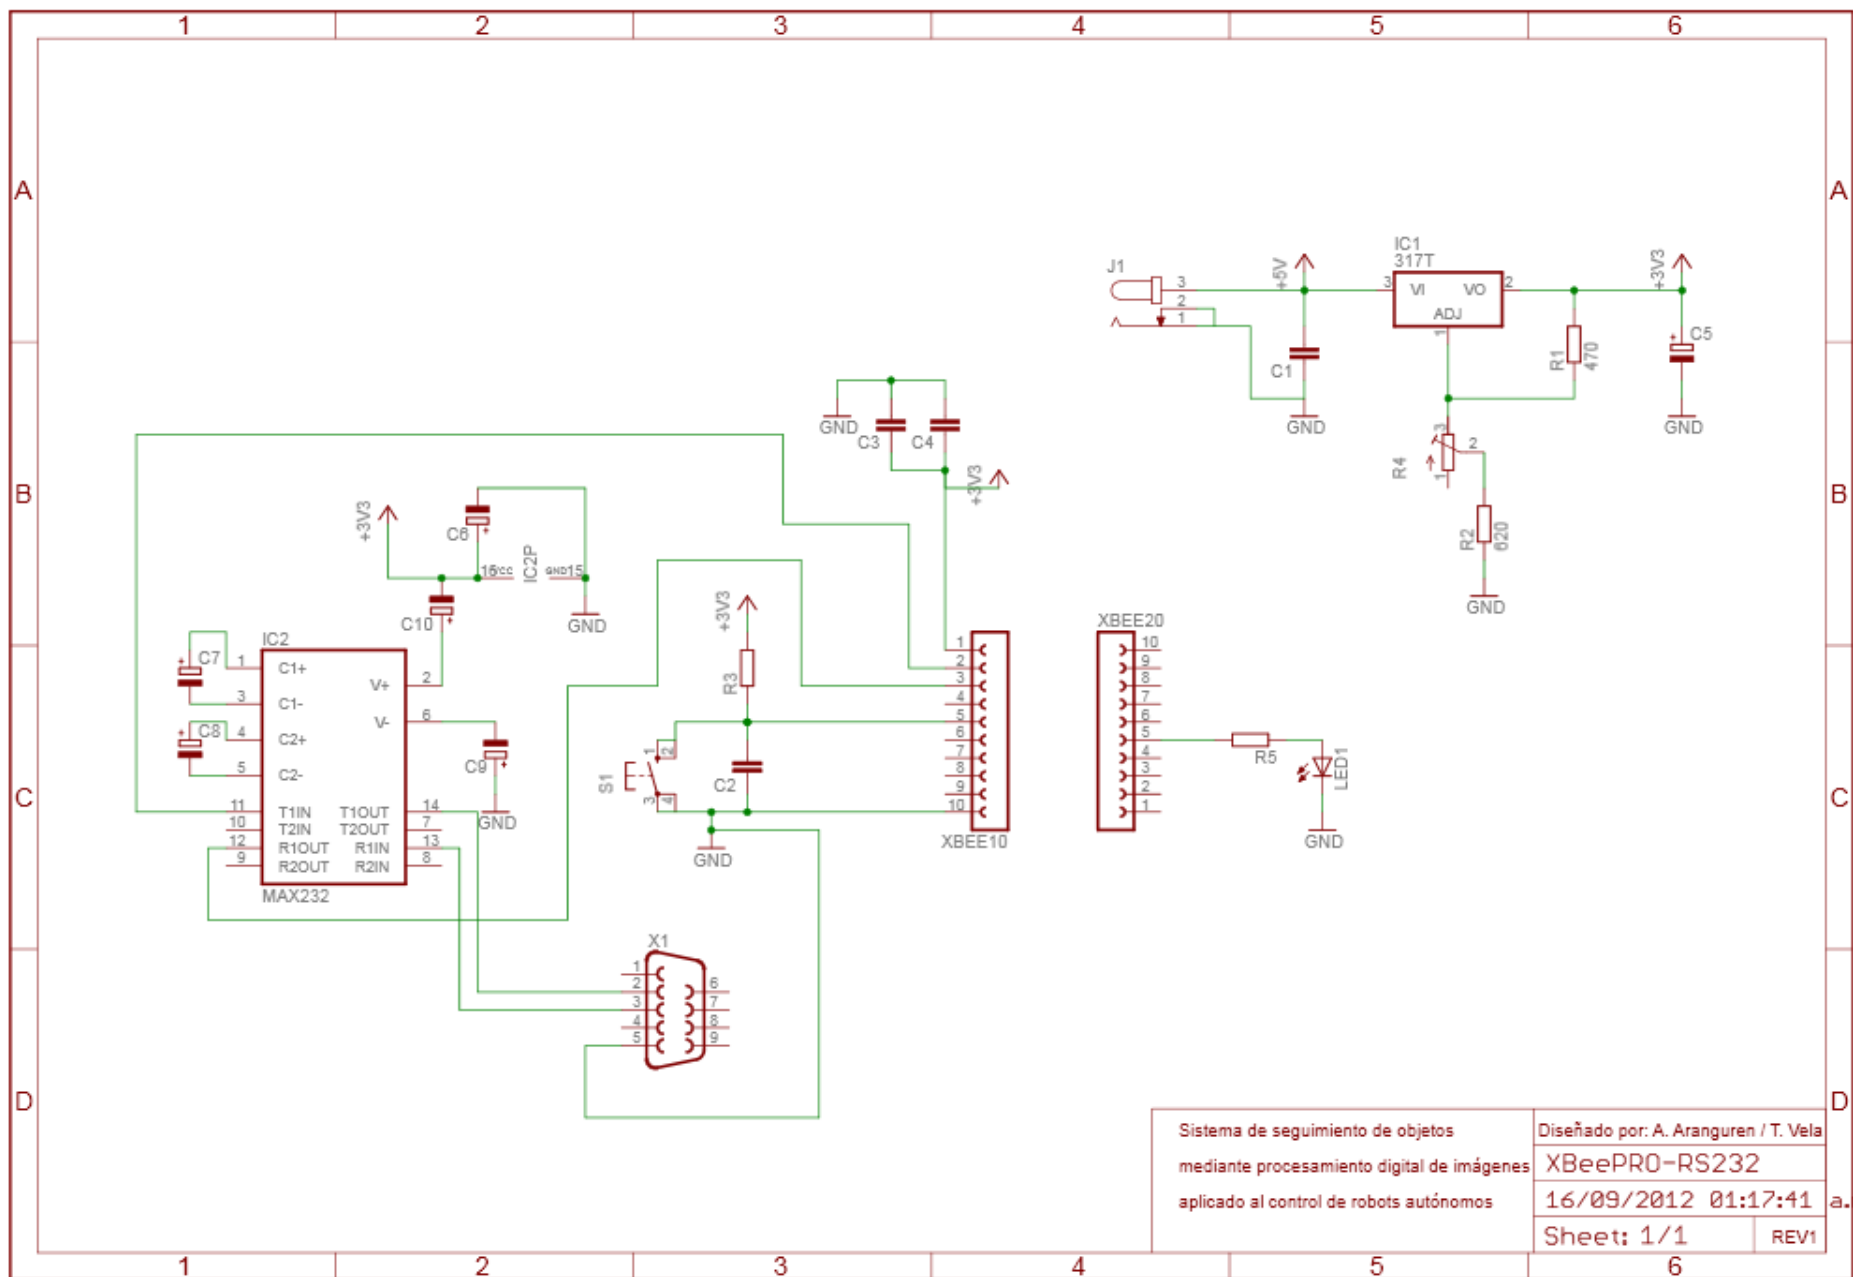 1 2 3 4 5 6
A A
B B
C C
D D
J1
3
2
1
+5V
C1
GND
IC1
317T
3 VI VO 2
ADJ
1
R1
470
+3V3
C5
+
GND
3
2
1
R4
R2
620
GND
GND
C3 C4
+3V3
+3V3
C6
+
16 VCC IC2P GND 15
GND
C10
+
IC2
C7
+
C8
+
1 C1+
3 C1-
4 C2+
5 C2-
V+ 2
V- 6
C9
+
GND
11 T1IN T1OUT 14
10 T2IN T2OUT 7
12 R1OUT R1IN 13
9 R2OUT R2IN 8
MAX232
+3V3
R3
S1
1 2
3 4
C2
GND
1
2
3
4
5
6
7
8
9
10
XBEE10
XBEE20
10
9
8
7
6
5
4
3
2
1
R5
LED1
GND
X1
1
2
3
4
5
6
7
8
9
Sistema de seguimiento de objetos
mediante procesamiento digital de imágenes
aplicado al control de robots autónomos
Diseñado por: A. Aranguren / T. Vela
XBeePRO-RS232
16/09/2012 01:17:41 a.
Sheet: 1/1 REV1
1 2 3 4 5 6